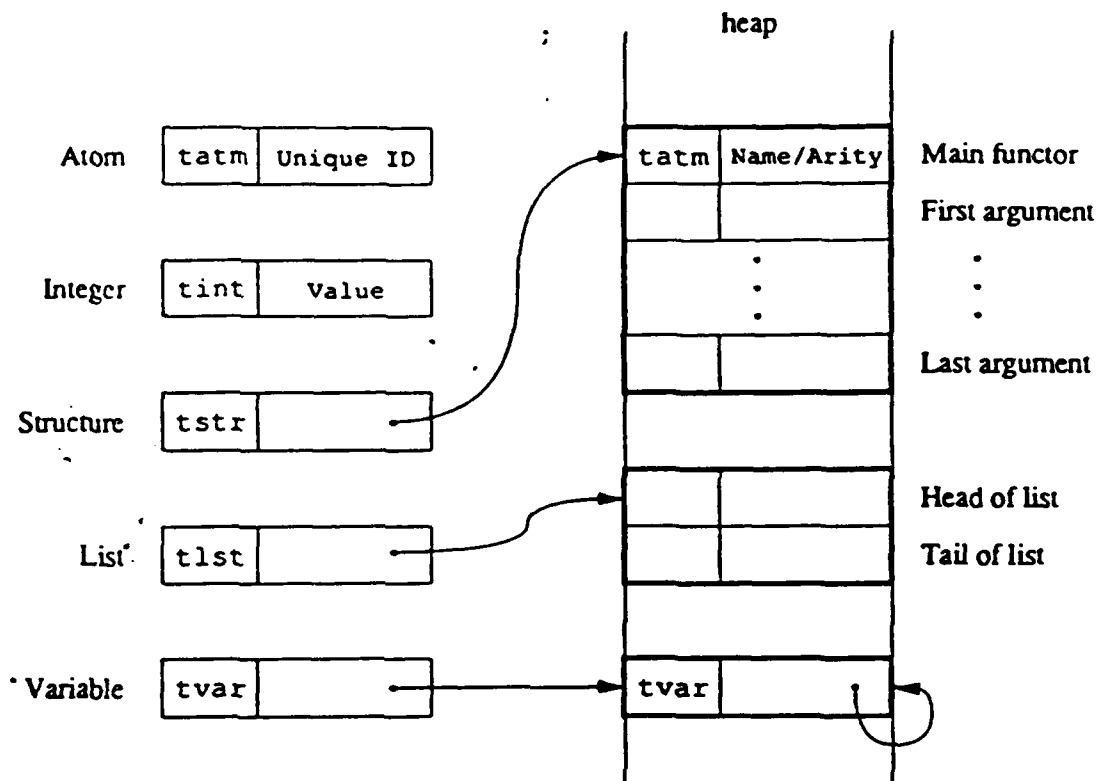 heap
Atom tatm Unique ID tatm Name/Arity Main functor
First argument
Integer tint Value
Last argument
Structure tstr
Head of list
List tlst Tail of list
Variable tvar tvar